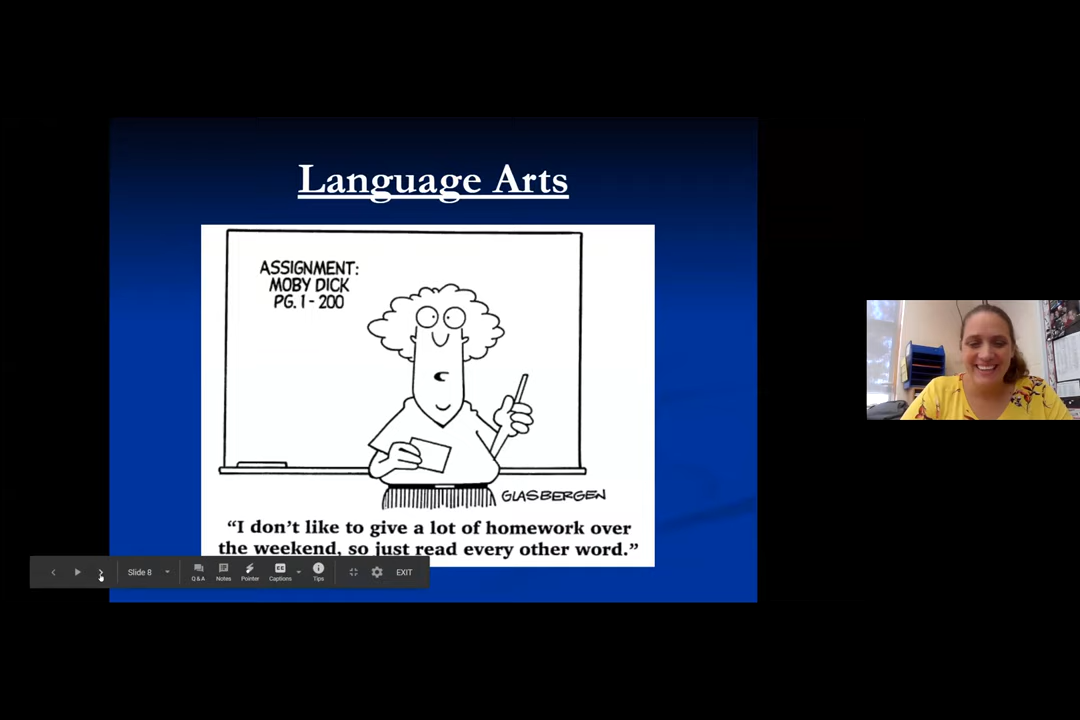 Language Arts
ASSIGNMENT:
MOBY DICK
PG. 1 - 200
GLASBERGEN
“I don’t like to give a lot of homework over
the weekend, so just read every other word.”
Slide 8
Q & A
Notes
Pointer
CC
Captions
Tips
EXIT